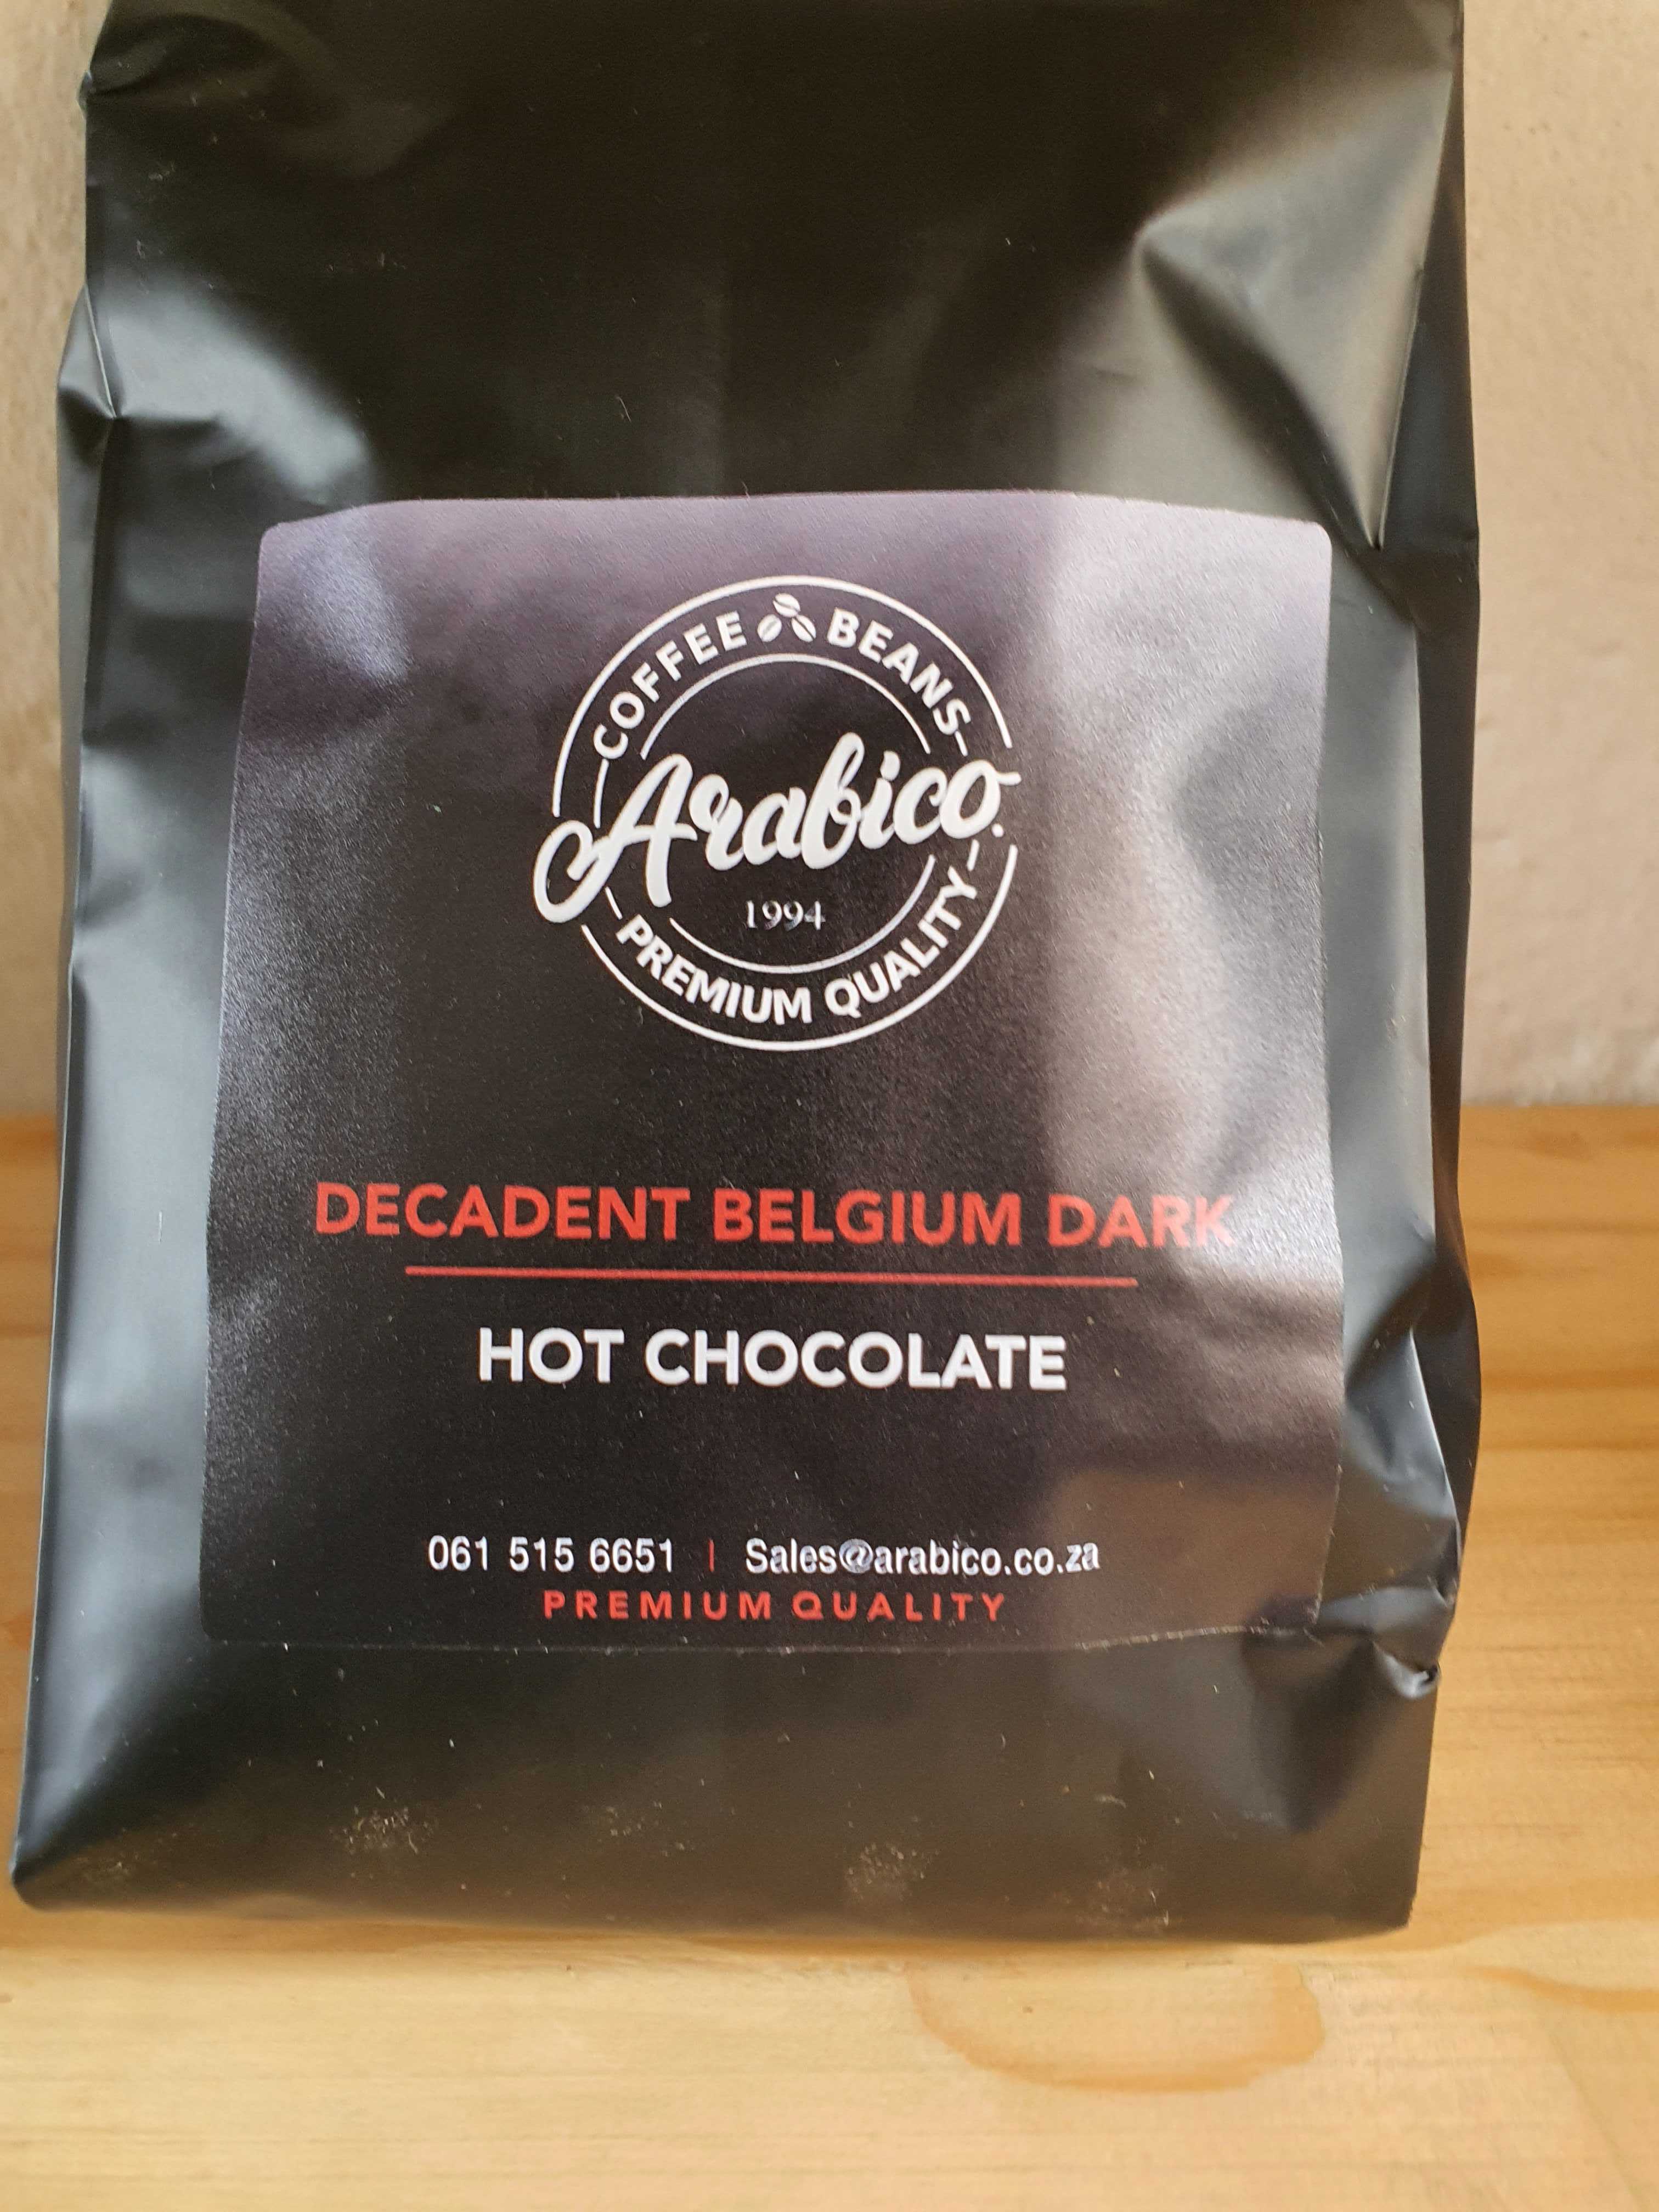 COFFEE BEANS
Arabico.
1994
PREMIUM QUALITY
DECADENT BELGIUM DARK
HOT CHOCOLATE
061 515 6651 | Sales@arabico.co.za
PREMIUM QUALITY